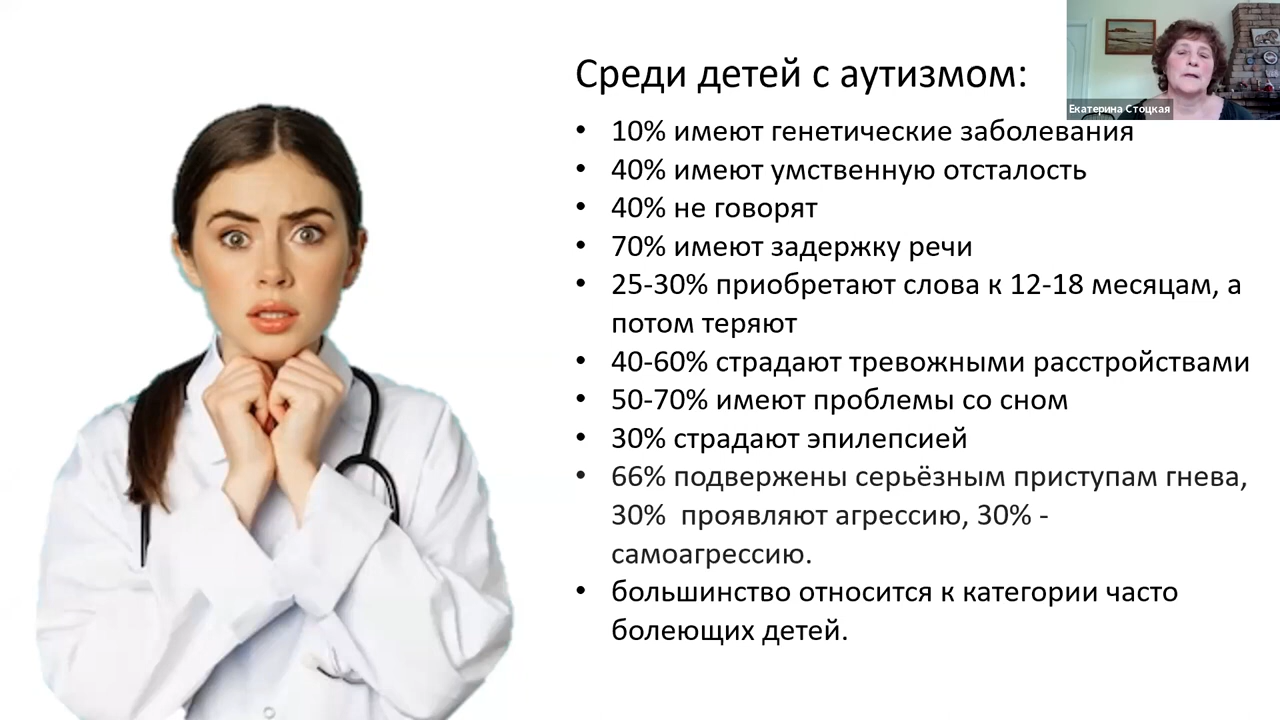 Среди детей с аутизмом:
Екатерина Стоцкая
• 10% имеют генетические заболевания
• 40% имеют умственную отсталость
• 40% не говорят
• 70% имеют задержку речи
• 25-30% приобретают слова к 12-18 месяцам, а
потом теряют
• 40-60% страдают тревожными расстройствами
• 50-70% имеют проблемы со сном
• 30% страдают эпилепсией
• 66% подвержены серьёзным приступам гнева,
30% проявляют агрессию, 30% -
самоагрессию.
• большинство относится к категории часто
болеющих детей.